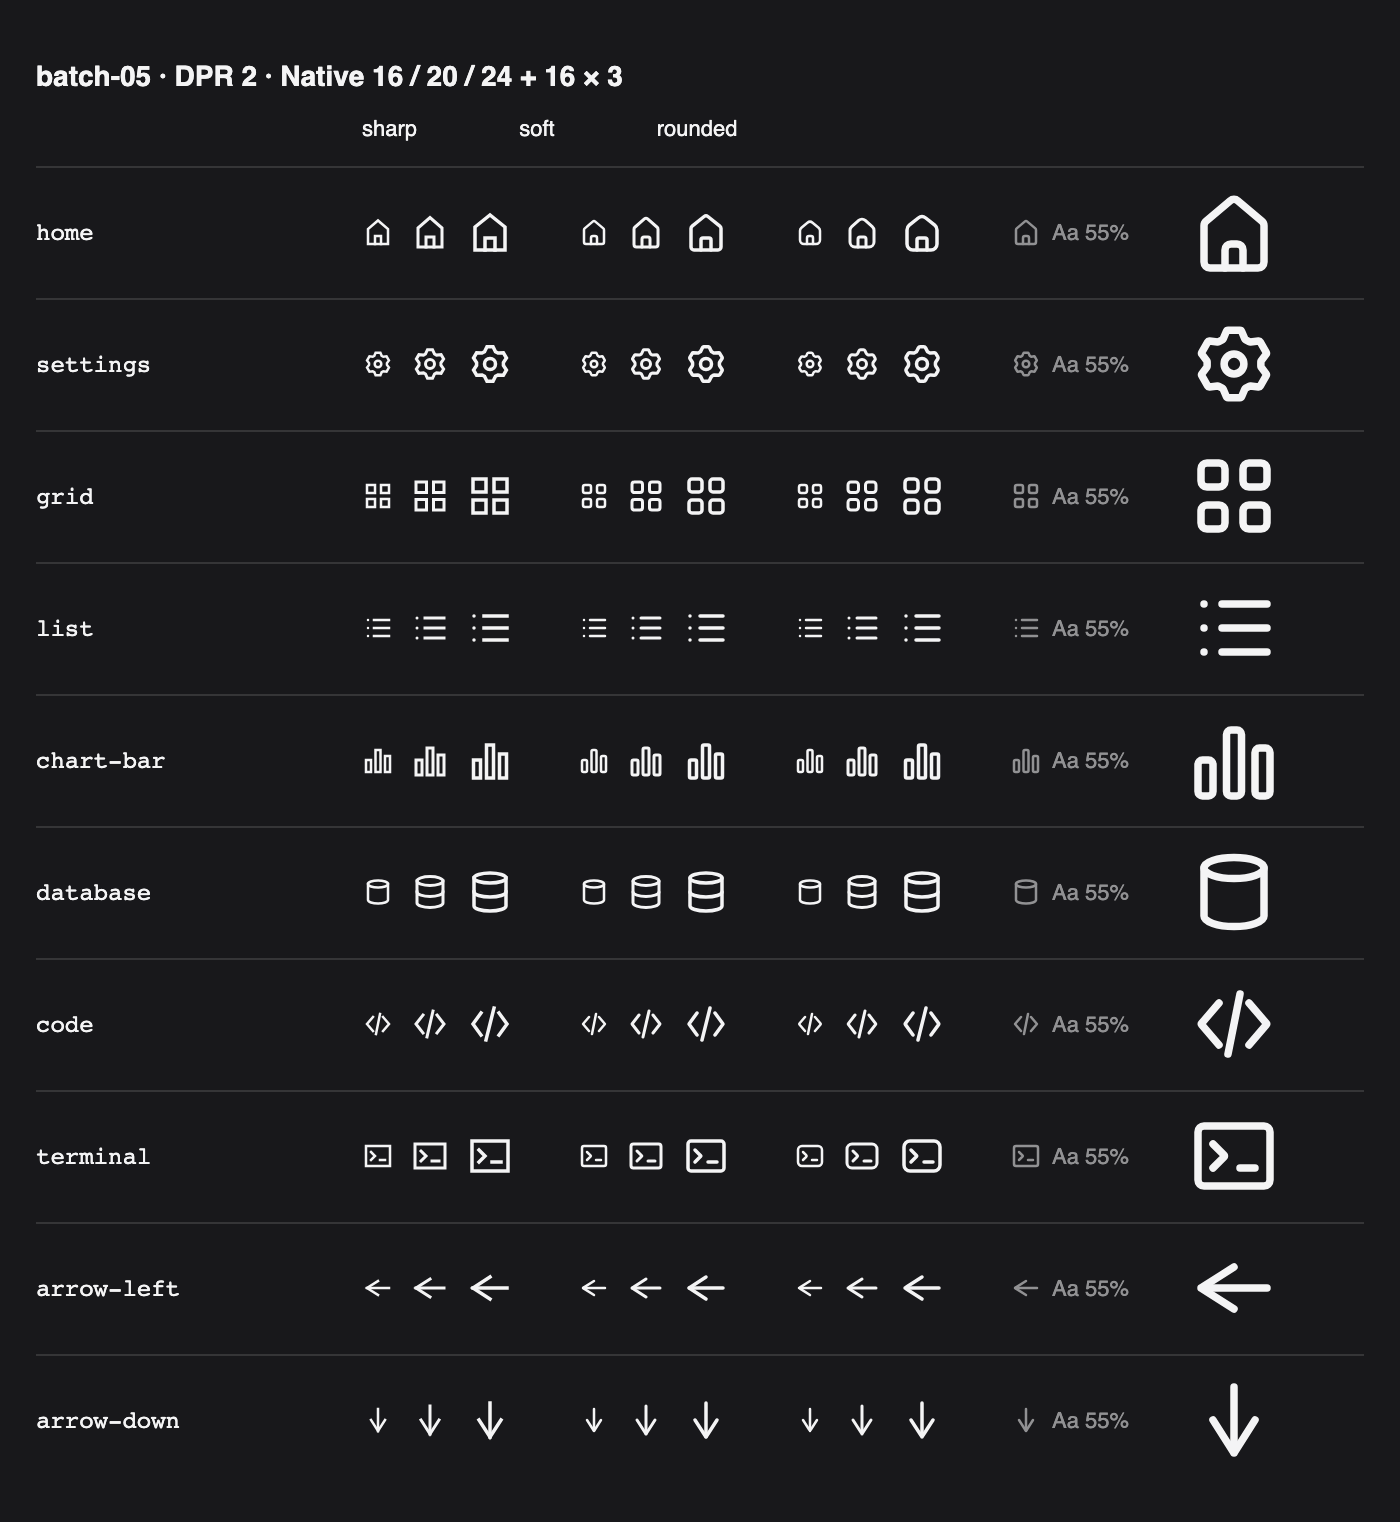 batch-05 · DPR 2 · Native 16 / 20 / 24 + 16 × 3
sharp soft rounded
home Aa 55%
settings Aa 55%
grid Aa 55%
list Aa 55%
chart-bar Aa 55%
database Aa 55%
code Aa 55%
terminal Aa 55%
arrow-left Aa 55%
arrow-down Aa 55%